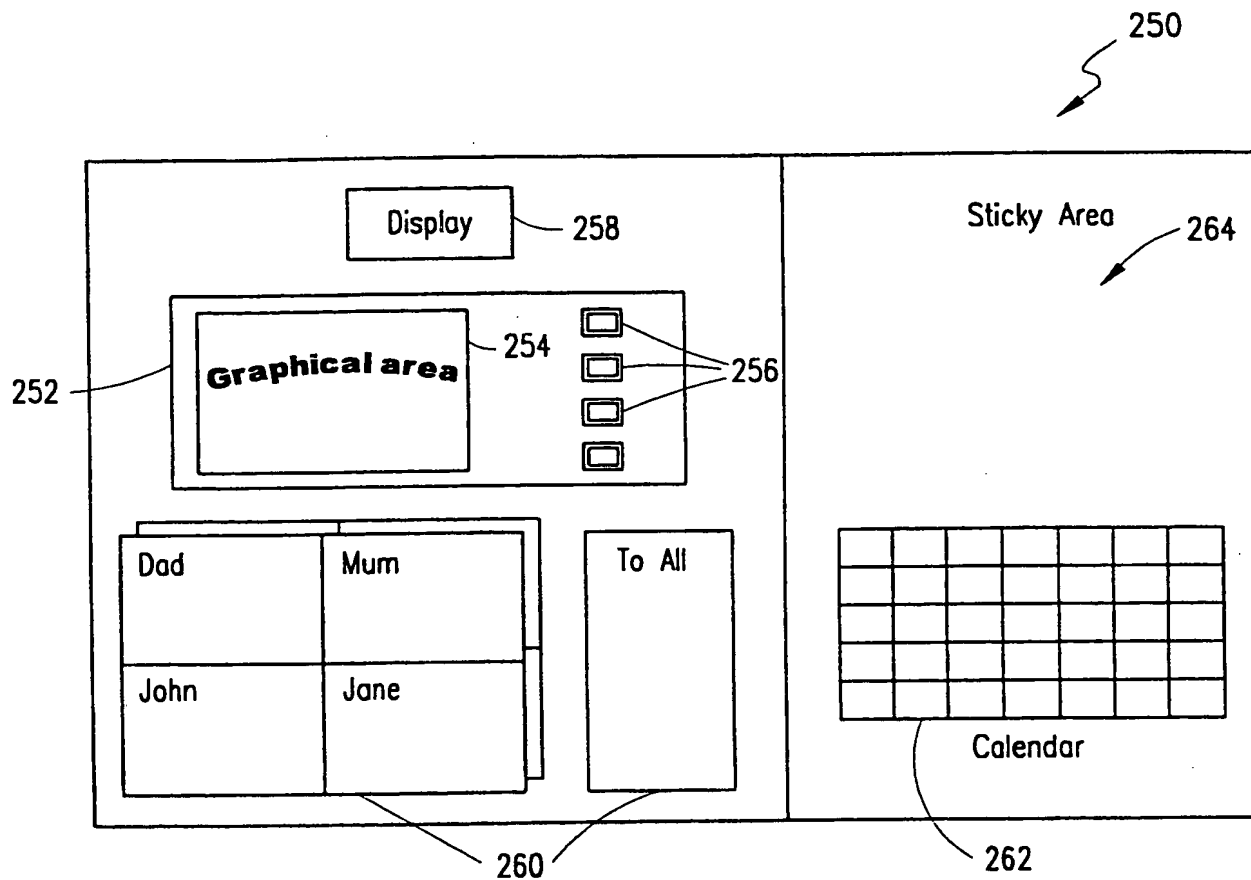 250
Display
258
Sticky Area
264
Graphical area
254
256
252
Dad
Mum
To All
John
Jane
Calendar
260
262